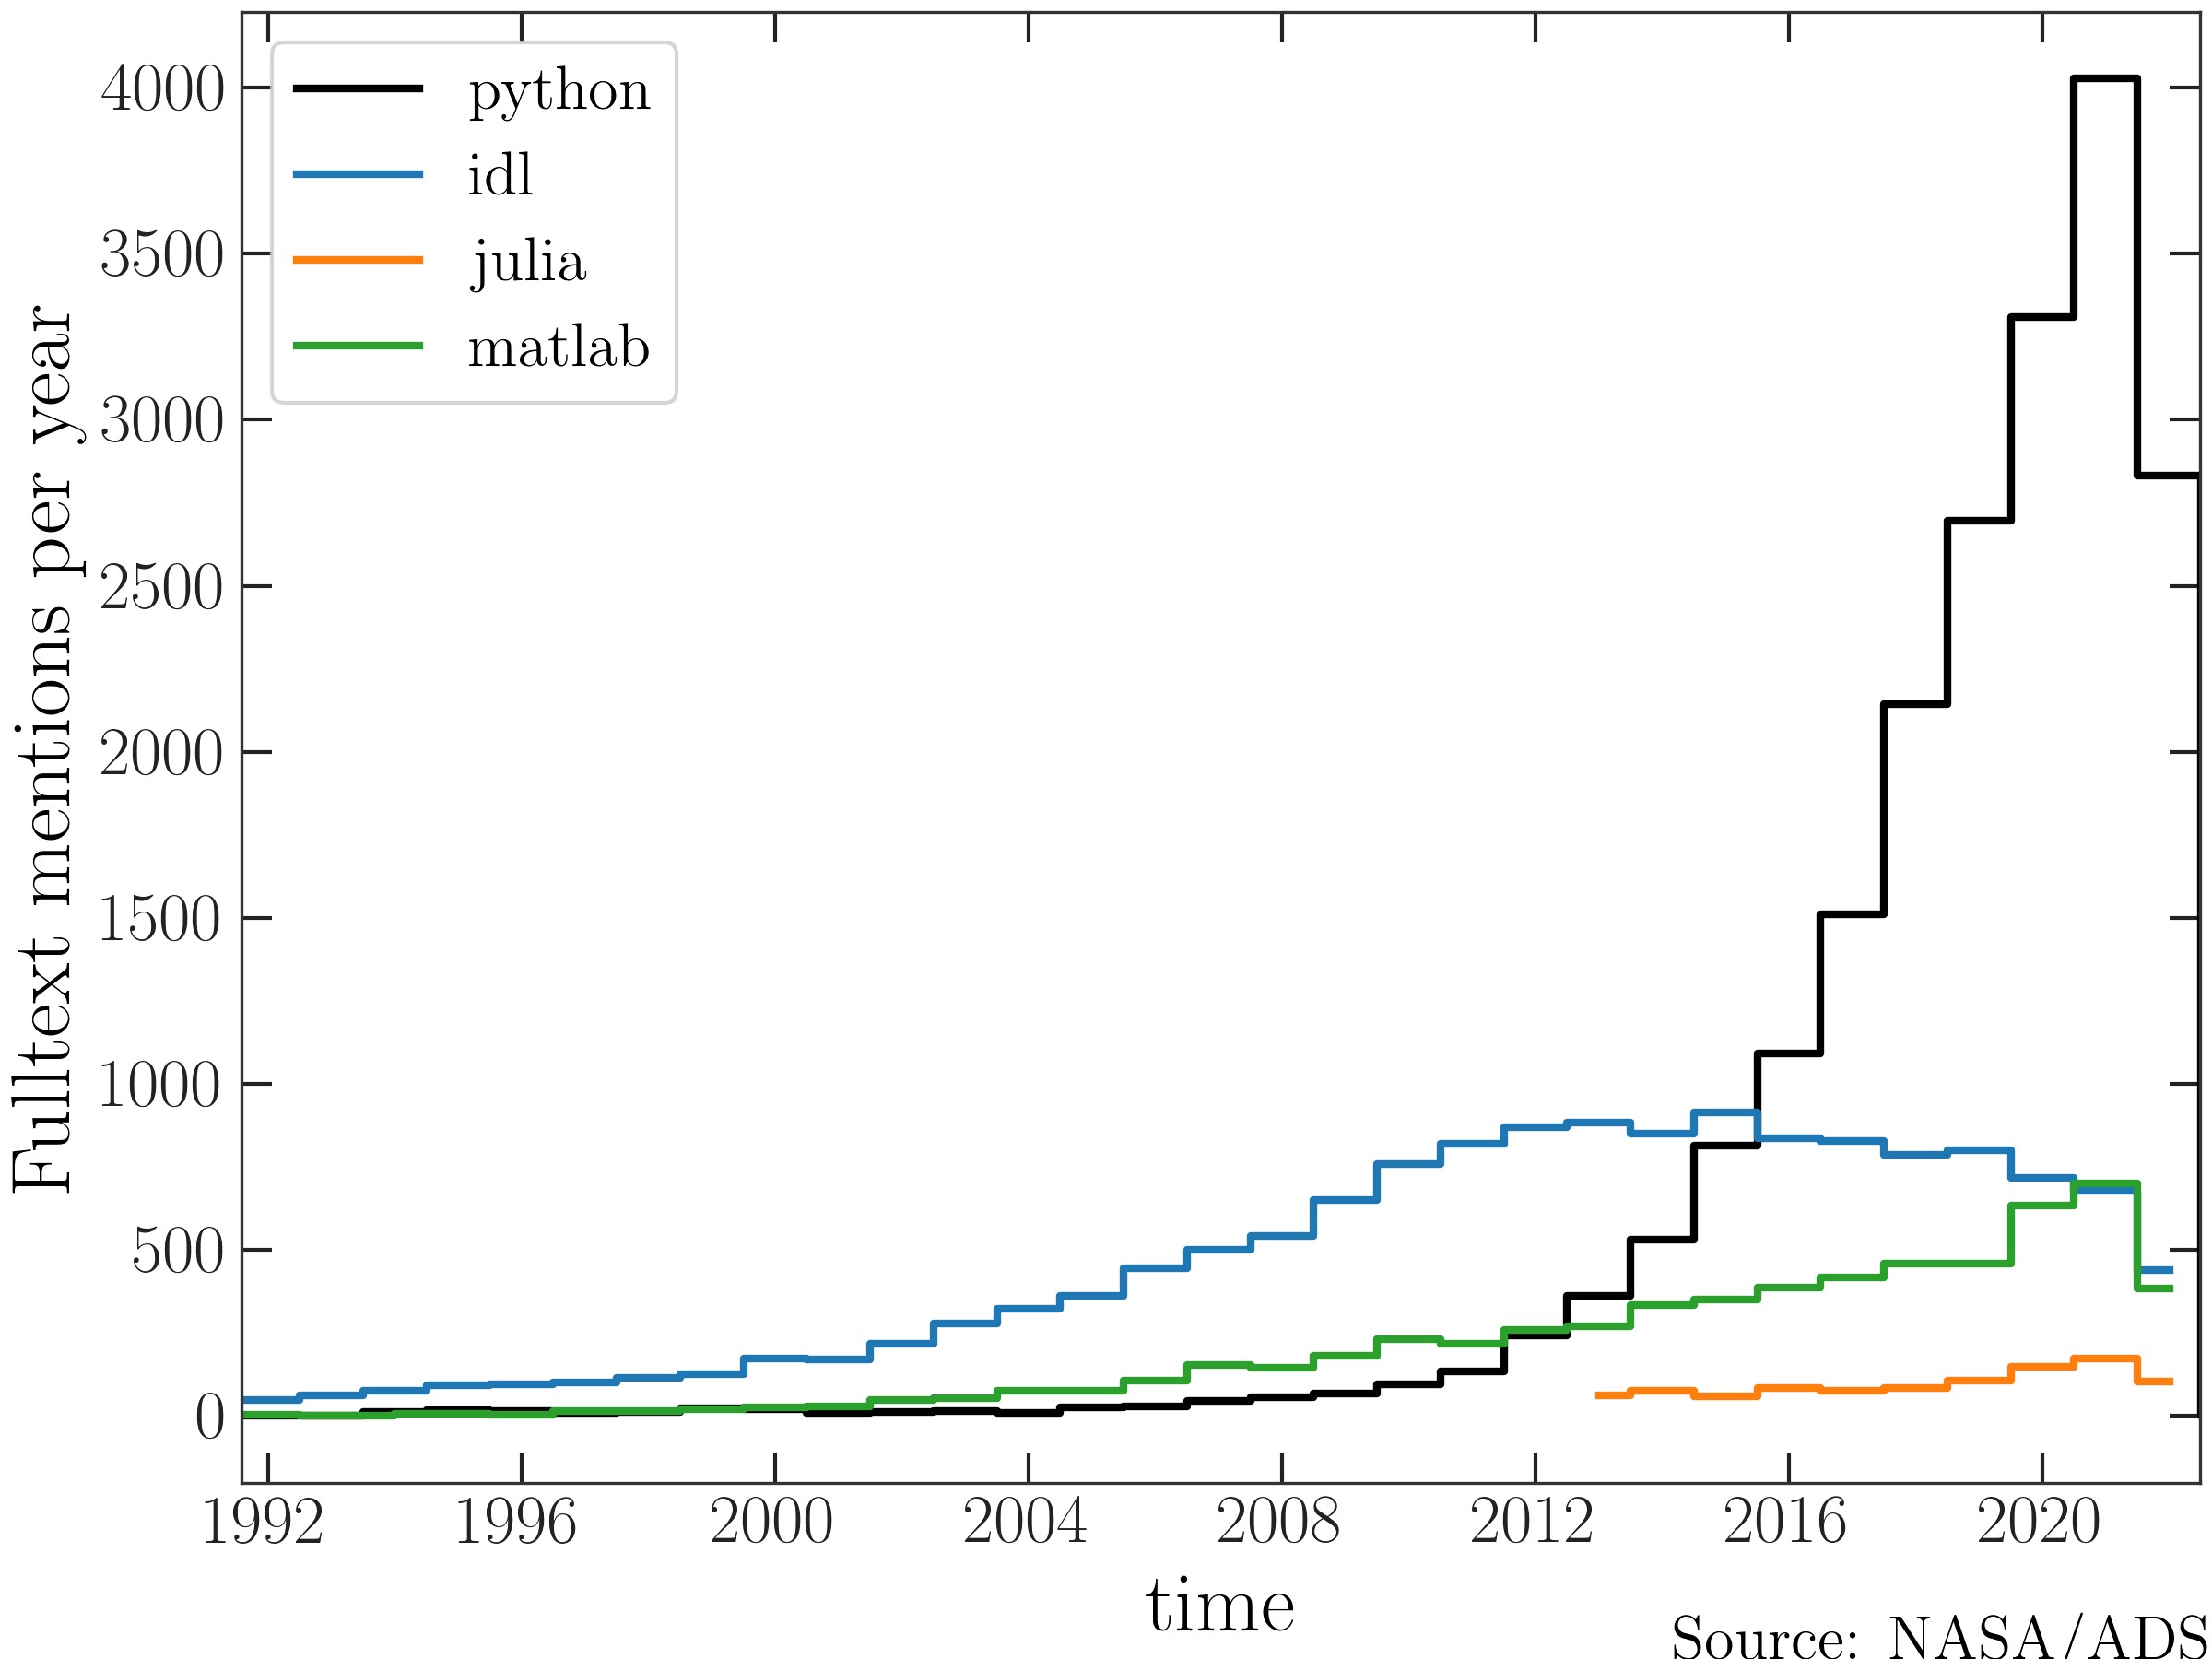 python
idl
julia
matlab
Fulltext mentions per year
4000
3500
3000
2500
2000
1500
1000
500
0
1992 1996 2000 2004 2008 2012 2016 2020
time
Source: NASA/ADS